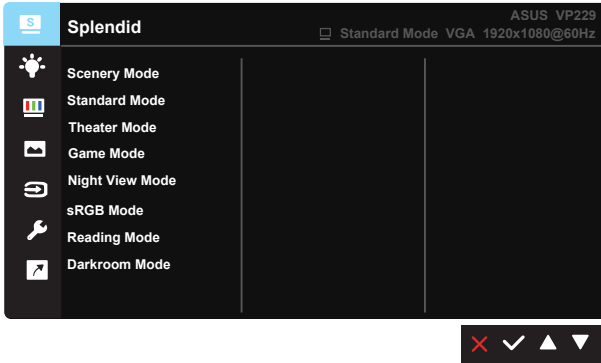 S
Splendid
ASUS VP229
Standard Mode VGA 1920x1080@60Hz
Scenery Mode
Standard Mode
Theater Mode
Game Mode
Night View Mode
sRGB Mode
Reading Mode
Darkroom Mode